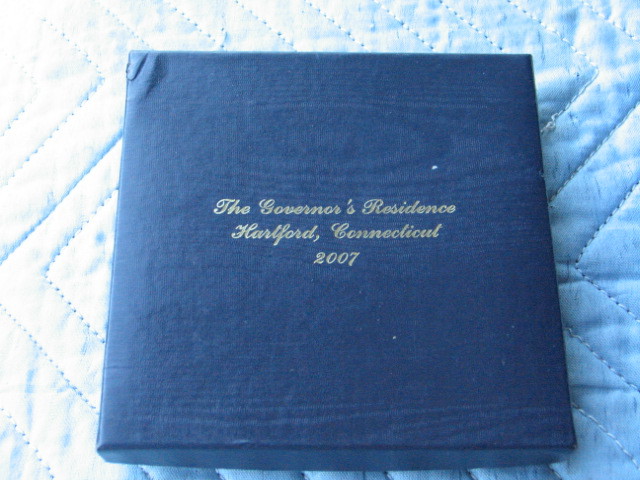 The Governor's Residence
Hartford, Connecticut
2007